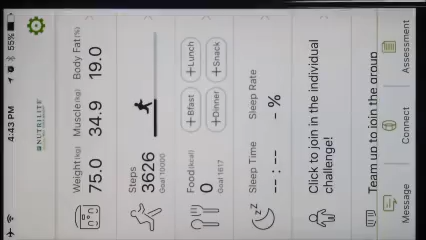 4:43 PM
55%
NUTRILITE
Weight(kg) Muscle(kg) Body Fat(%)
75.0 34.9 19.0
Steps
3626
Goal 10000
Food(kcal)
0
Goal 1617
+Bfast +Lunch
+Dinner +Snack
Sleep Time Sleep Rate
--:-- -%
Click to join in the individual
challenge!
Team up to join the group
Message Connect Assessment